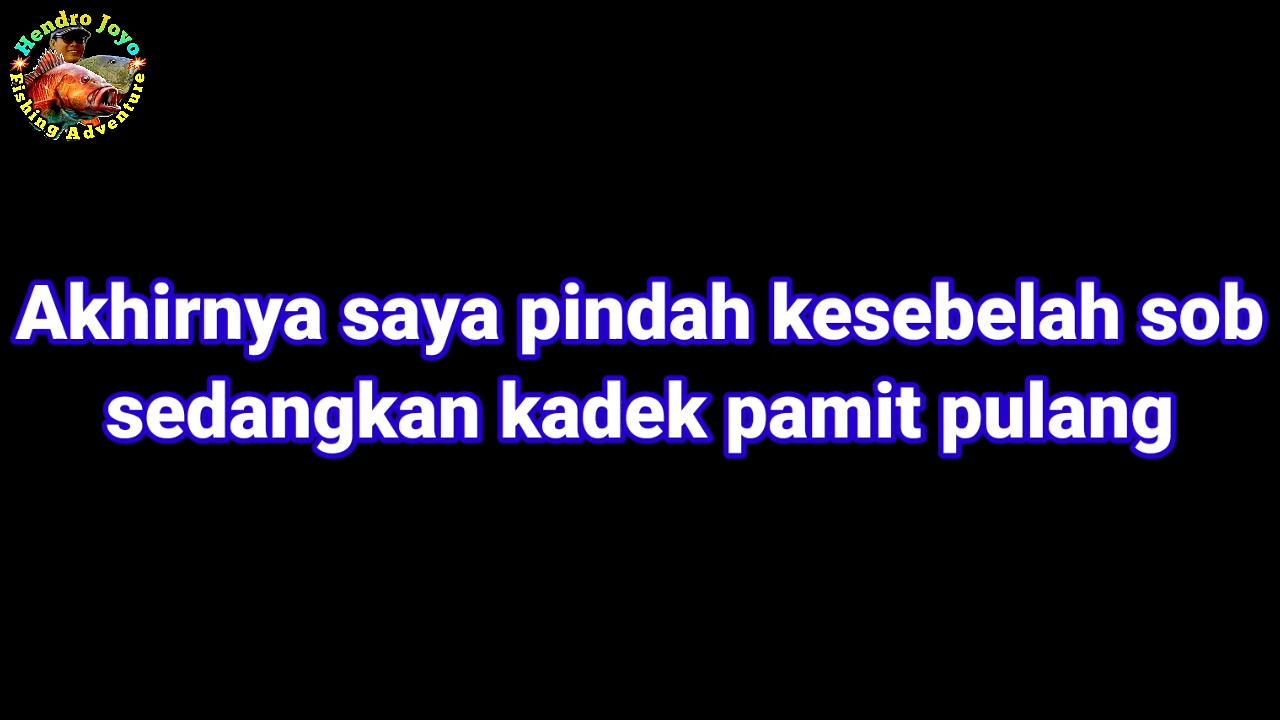 Hendro Joyo
Fishing Adventure
Akhirnya saya pindah kesebelah sob
sedangkan kadek pamit pulang